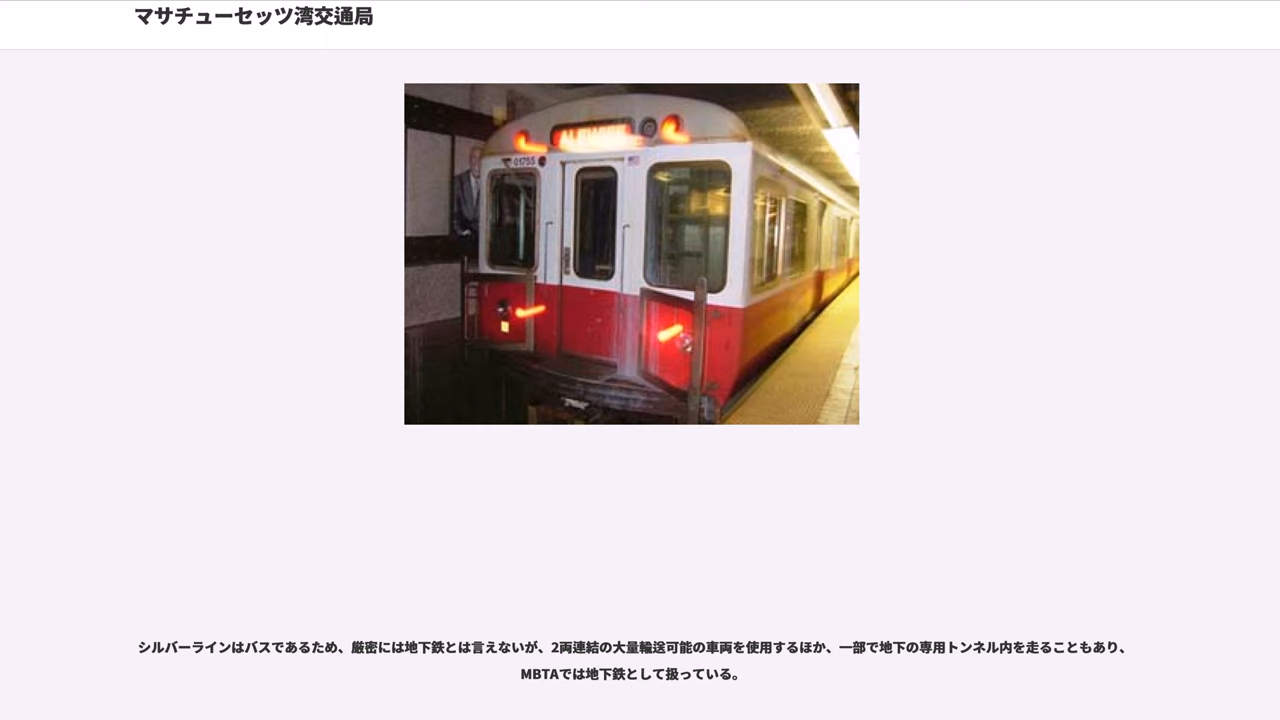 マサチューセッツ湾交通局
01755
シルバーラインはバスであるため、厳密には地下鉄とは言えないが、2両連結の大量輸送可能の車両を使用するほか、一部で地下の専用トンネル内を走ることもあり、
MBTAでは地下鉄として扱っている。